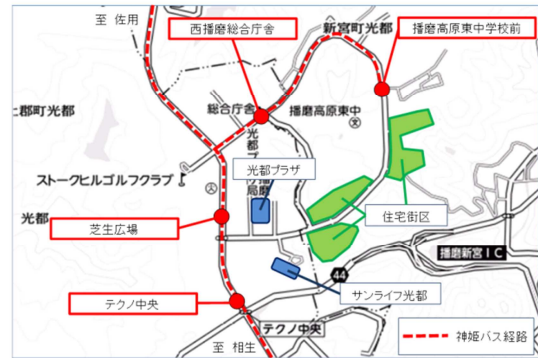 至 佐用
西播磨総合庁舎
新宮町光都
播磨高原東中学校前
総合庁舎
播磨高原東中
上郡町光都
光都プラザ
ストークヒルゴルフクラブ
光都
芝生広場
住宅街区
播磨新宮IC
44
サンライフ光都
テクノ中央
テクノ中央
至 相生
神姫バス経路